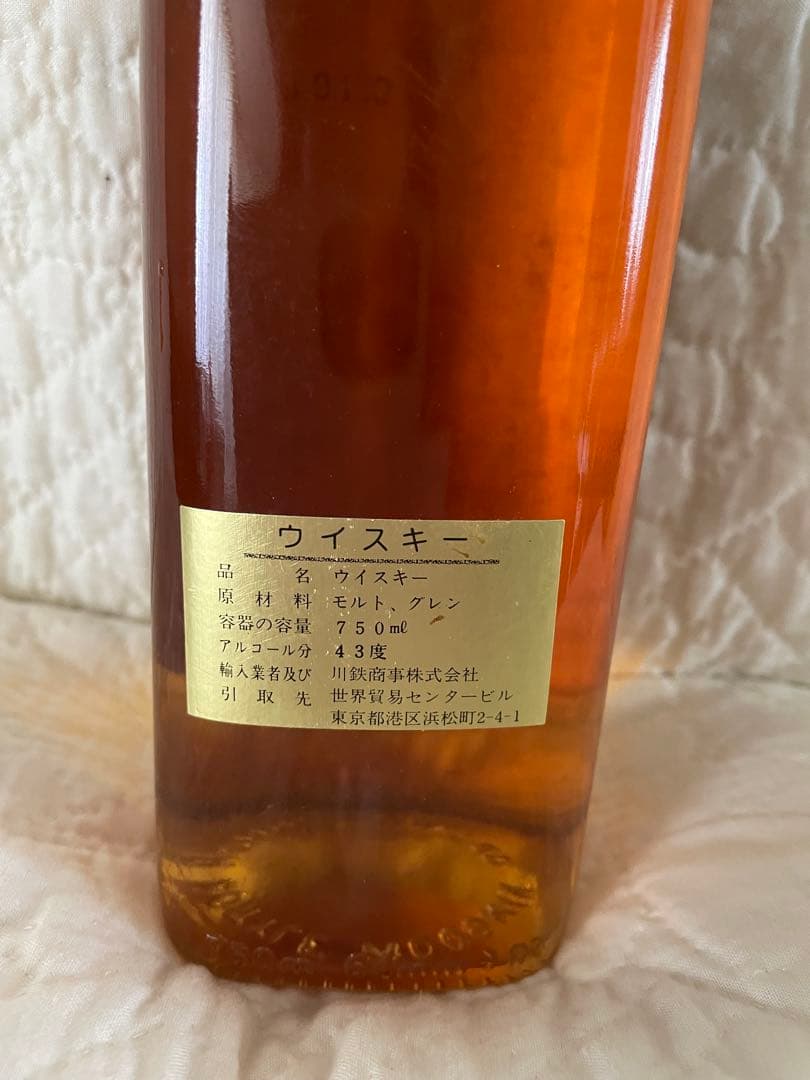 ウイスキー
品名 ウイスキー
原材料 モルト、グレン
容器の容量 750㎖
アルコール分 43度
輸入業者及び 川鉄商事株式会社
引取先 世界貿易センタービル
東京都港区浜松町2-4-1